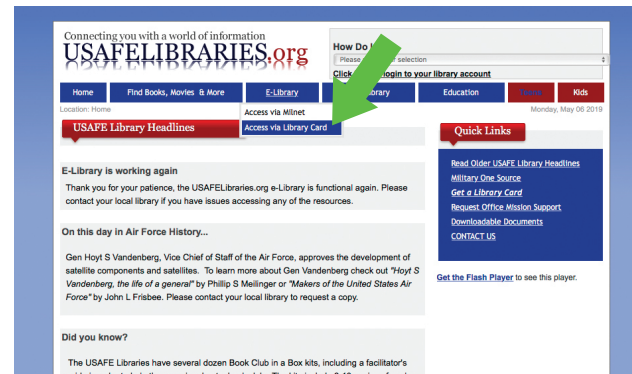 Connecting you with a world of information
USAFELIBRARIES.org
How Do I
Please selection
Click login to your library account
Home Find Books, Movies & More E-Library Library Education Kids
Location: Home
Monday, May 06 2019
Access via Milnet
Access via Library Card
USAFE Library Headlines
E-Library is working again
Thank you for your patience, the USAFELibraries.org e-Library is functional again. Please
contact your local library if you have issues accessing any of the resources.
On this day in Air Force History...
Gen Hoyt S Vandenberg, Vice Chief of Staff of the Air Force, approves the development of
satellite components and satellites. To learn more about Gen Vandenberg check out "Hoyt S
Vandenberg, the life of a general" by Phillip S Meilinger or "Makers of the United States Air
Force" by John L Frisbee. Please contact your local library to request a copy.
Did you know?
The USAFE Libraries have several dozen Book Club in a Box kits, including a facilitator's
Quick Links
Read Older USAFE Library Headlines
Military One Source
Get a Library Card
Request Office Mission Support
Downloadable Documents
CONTACT US
Get the Flash Player to see this player.